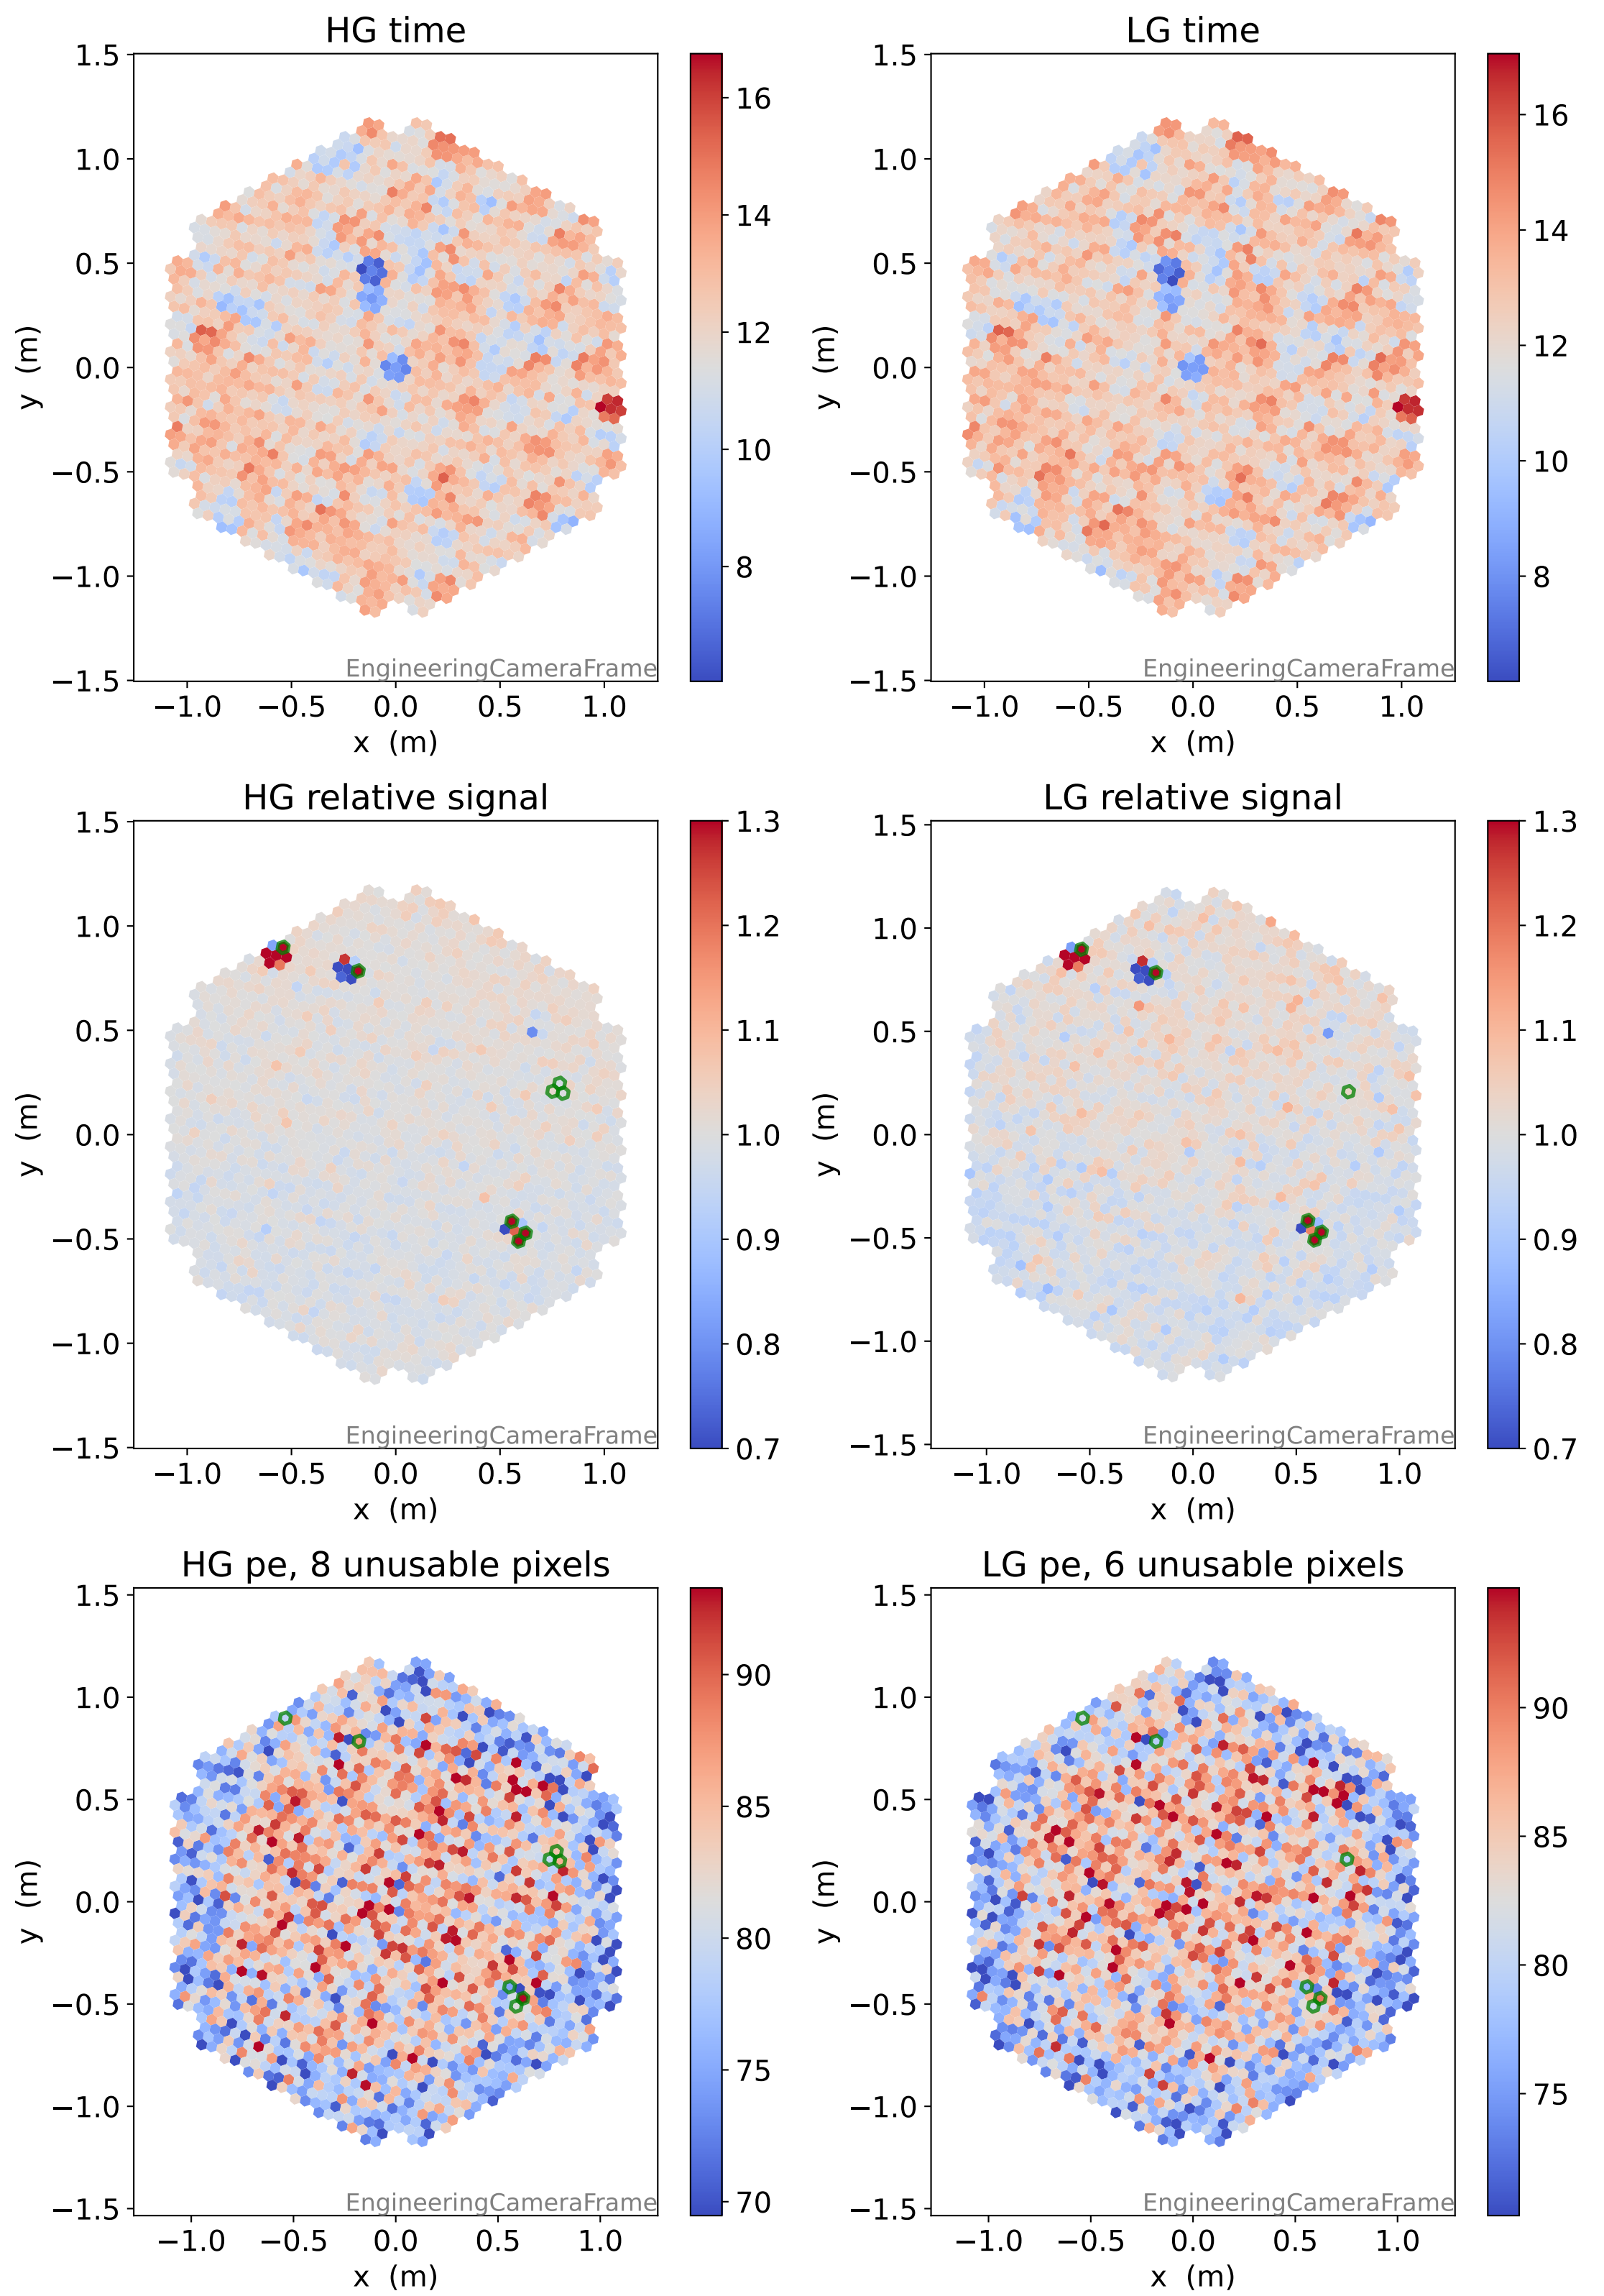 HG time
1.5
1.0
0.5
0.0
−0.5
−1.0
−1.5
y (m)
−1.0 −0.5 0.0 0.5 1.0
x (m)
EngineeringCameraFrame
16
14
12
10
8
LG time
1.5
1.0
0.5
0.0
−0.5
−1.0
−1.5
y (m)
−1.0 −0.5 0.0 0.5 1.0
x (m)
EngineeringCameraFrame
16
14
12
10
8
HG relative signal
1.5
1.0
0.5
0.0
−0.5
−1.0
−1.5
y (m)
−1.0 −0.5 0.0 0.5 1.0
x (m)
EngineeringCameraFrame
1.3
1.2
1.1
1.0
0.9
0.8
0.7
LG relative signal
1.5
1.0
0.5
0.0
−0.5
−1.0
−1.5
y (m)
−1.0 −0.5 0.0 0.5 1.0
x (m)
EngineeringCameraFrame
1.3
1.2
1.1
1.0
0.9
0.8
0.7
HG pe, 8 unusable pixels
1.5
1.0
0.5
0.0
−0.5
−1.0
−1.5
y (m)
−1.0 −0.5 0.0 0.5 1.0
x (m)
EngineeringCameraFrame
90
85
80
75
70
LG pe, 6 unusable pixels
1.5
1.0
0.5
0.0
−0.5
−1.0
−1.5
y (m)
−1.0 −0.5 0.0 0.5 1.0
x (m)
EngineeringCameraFrame
90
85
80
75